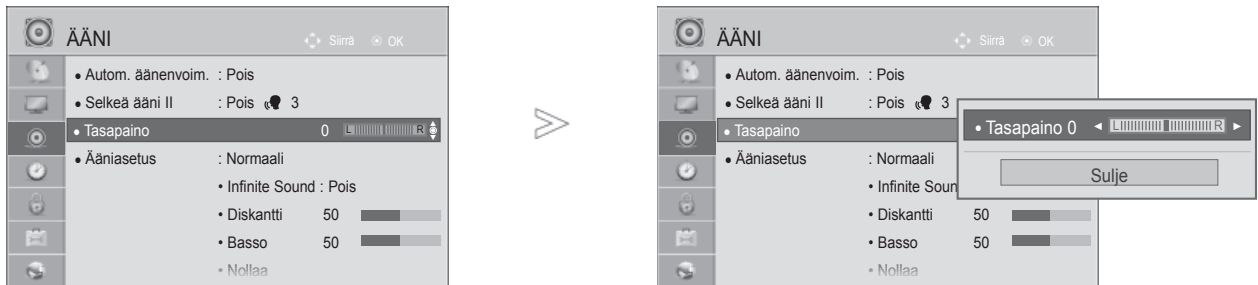 ÄÄNI Siirrä OK
• Autom. äänenvoim. : Pois
• Selkeä ääni II : Pois 3
• Tasapaino 0 L R
• Ääniasetus : Normaali
• Infinite Sound : Pois
• Diskantti 50
• Basso 50
• Nollaa
>
ÄÄNI Siirrä OK
• Autom. äänenvoim. : Pois
• Selkeä ääni II : Pois 3
• Tasapaino
• Ääniasetus : Normaali
• Infinite Soun
• Diskantti 50
• Basso 50
• Nollaa
• Tasapaino 0 ◄ L R ►
Sulje